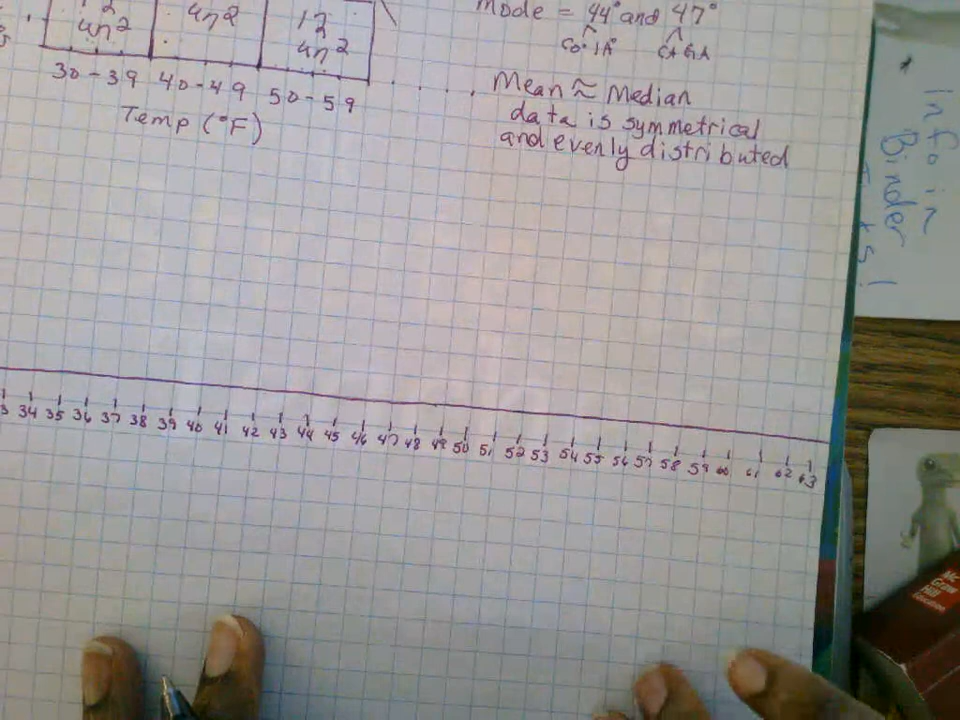 Mode = 44° and 47°
4n2
4n2
12
4n2
30-39 40-49 50-59
Temp (°F)
Mean ≈ Median
data is symmetrical
and evenly distributed
Info in
Binder
34 35 36 37 38 39 40 41 42 43 44 45 46 47 48 49 50 51 52 53 54 55 56 57 58 59 60 61 62 63